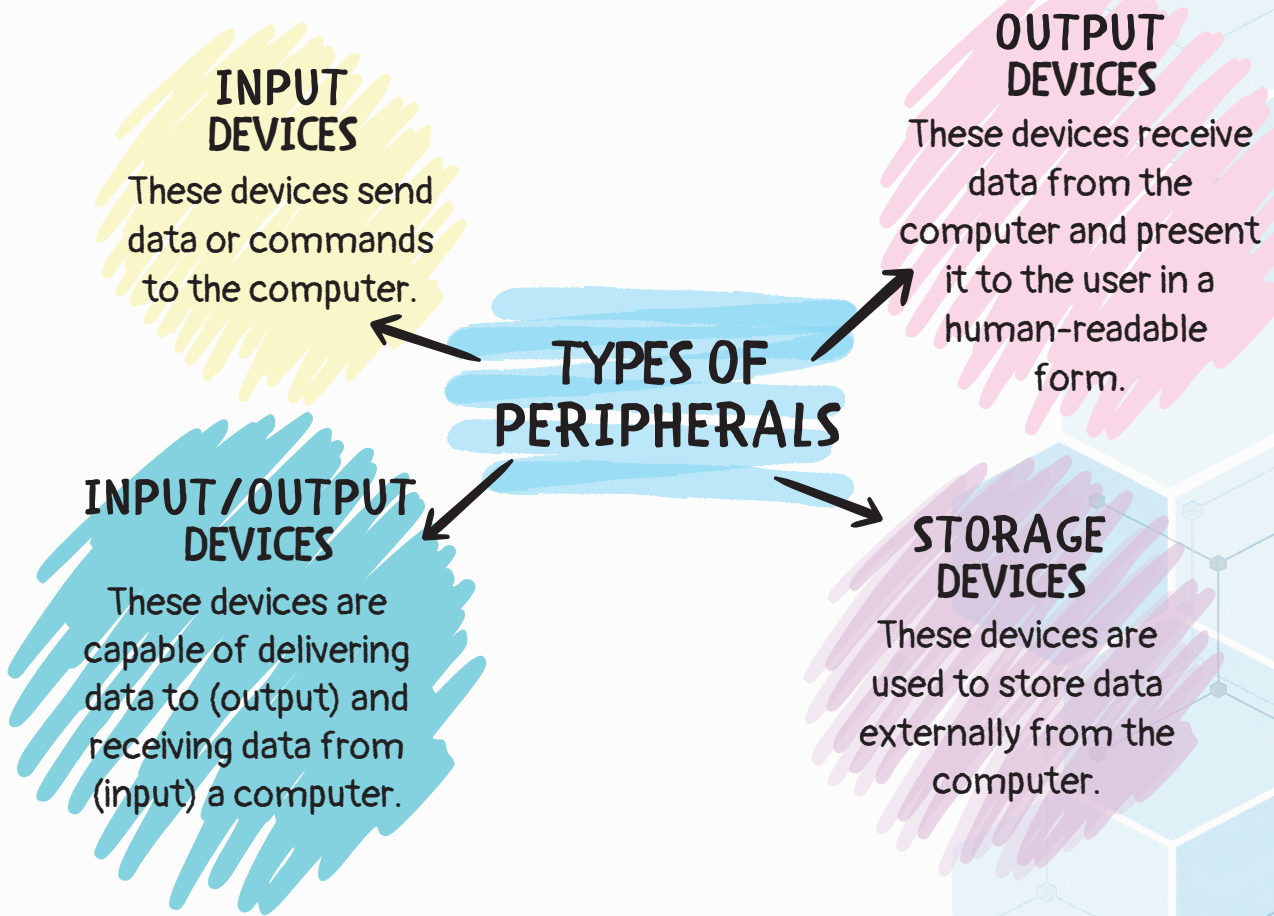 INPUT
DEVICES
These devices send
data or commands
to the computer.
OUTPUT
DEVICES
These devices receive
data from the
computer and present
it to the user in a
human-readable
form.
TYPES OF
PERIPHERALS
INPUT/OUTPUT
DEVICES
These devices are
capable of delivering
data to (output) and
receiving data from
(input) a computer.
STORAGE
DEVICES
These devices are
used to store data
externally from the
computer.